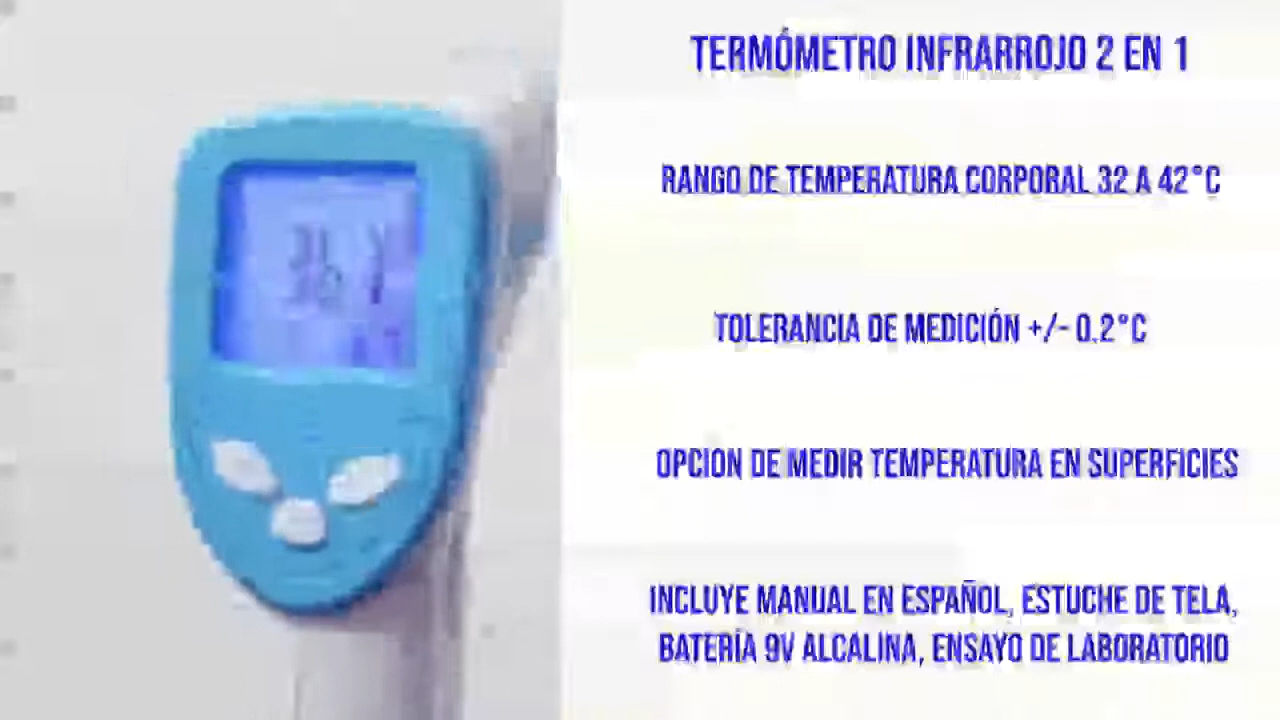 TERMÓMETRO INFRARROJO 2 EN 1
RANGO DE TEMPERATURA CORPORAL 32 A 42°C
TOLERANCIA DE MEDICIÓN +/- 0.2°C
OPCION DE MEDIR TEMPERATURA EN SUPERFICIES
INCLUYE MANUAL EN ESPAÑOL, ESTUCHE DE TELA,
BATERÍA 9V ALCALINA, ENSAYO DE LABORATORIO